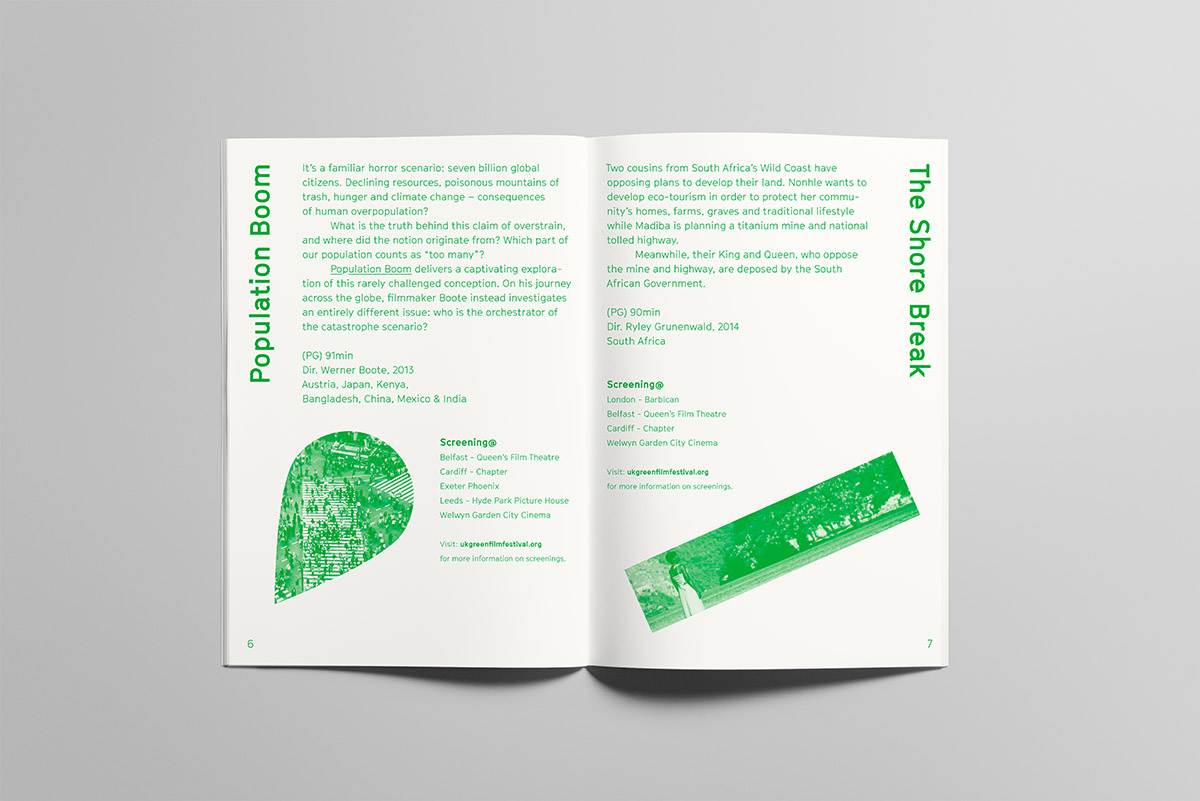 Population Boom
It's a familiar horror scenario: seven billion global
citizens. Declining resources, poisonous mountains of
trash, hunger and climate change – consequences
of human overpopulation?
What is the truth behind this claim of overstrain,
and where did the notion originate from? Which part of
our population counts as "too many"?
Population Boom delivers a captivating explora-
tion of this rarely challenged conception. On his journey
across the globe, filmmaker Boote instead investigates
an entirely different issue: who is the orchestrator of
the catastrophe scenario?
(PG) 91min
Dir. Werner Boote, 2013
Austria, Japan, Kenya,
Bangladesh, China, Mexico & India
Screening@
Belfast - Queen's Film Theatre
Cardiff - Chapter
Exeter Phoenix
Leeds - Hyde Park Picture House
Welwyn Garden City Cinema
Visit: ukgreenfilmfestival.org
for more information on screenings.
6
The Shore Break
Two cousins from South Africa's Wild Coast have
opposing plans to develop their land. Nonhle wants to
develop eco-tourism in order to protect her commu-
nity's homes, farms, graves and traditional lifestyle
while Madiba is planning a titanium mine and national
tolled highway.
Meanwhile, their King and Queen, who oppose
the mine and highway, are deposed by the South
African Government.
(PG) 90min
Dir. Ryley Grunenwald, 2014
South Africa
Screening@
London - Barbican
Belfast - Queen's Film Theatre
Cardiff - Chapter
Welwyn Garden City Cinema
Visit: ukgreenfilmfestival.org
for more information on screenings.
7